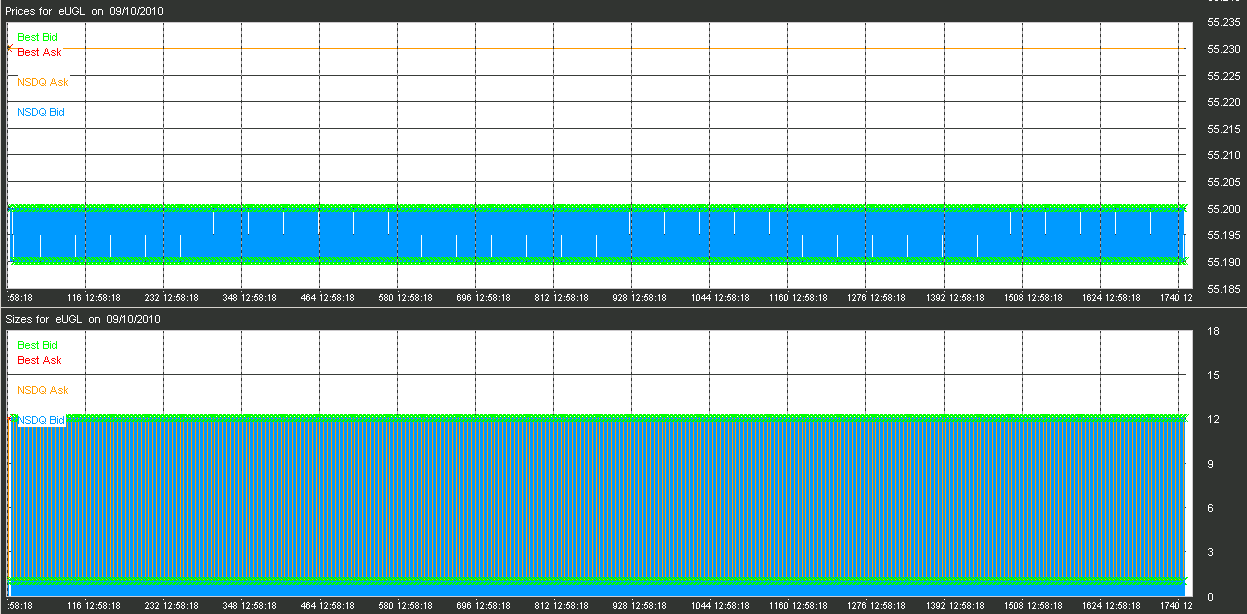 Prices for eUGL on 09/10/2010
55.235
Best Bid
Best Ask
55.230
NSDQ Ask
55.225
55.220
NSDQ Bid
55.215
55.210
55.205
55.200
55.195
55.190
55.185
:58:18 116 12:58:18 232 12:58:18 348 12:58:18 464 12:58:18 580 12:58:18 696 12:58:18 812 12:58:18 928 12:58:18 1044 12:58:18 1160 12:58:18 1276 12:58:18 1392 12:58:18 1508 12:58:18 1624 12:58:18 1740 12
Sizes for eUGL on 09/10/2010
18
Best Bid
Best Ask
15
NSDQ Ask
NSDQ Bid
12
9
6
3
0
:58:18 116 12:58:18 232 12:58:18 348 12:58:18 464 12:58:18 580 12:58:18 696 12:58:18 812 12:58:18 928 12:58:18 1044 12:58:18 1160 12:58:18 1276 12:58:18 1392 12:58:18 1508 12:58:18 1624 12:58:18 1740 12